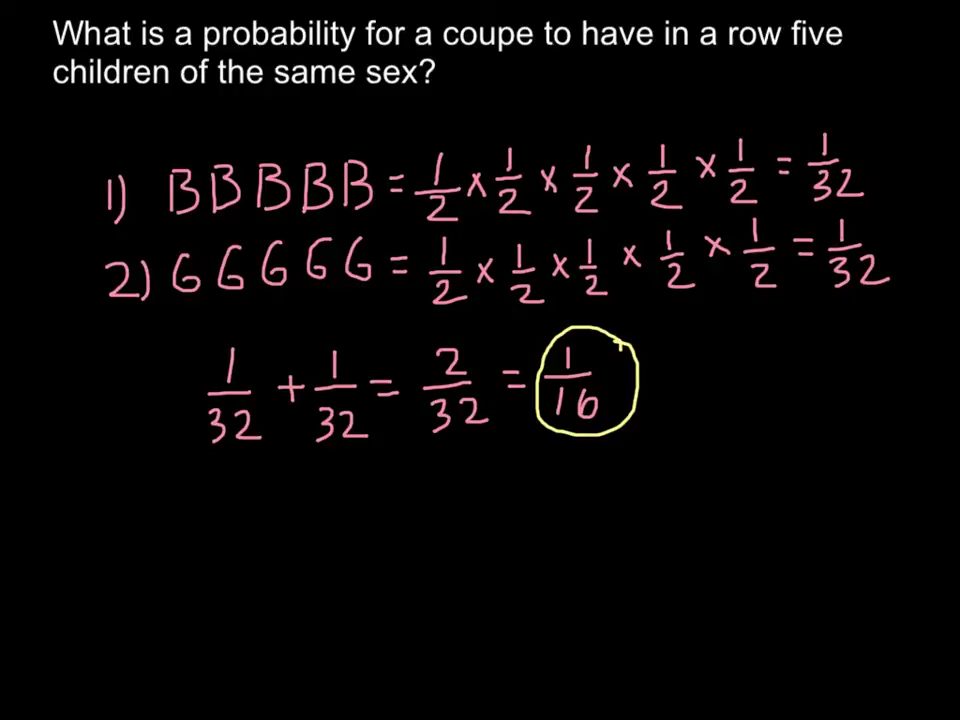 What is a probability for a coupe to have in a row five
children of the same sex?
1) BBBBB = 1/2 × 1/2 × 1/2 × 1/2 × 1/2 = 1/32
2) GGGGG = 1/2 × 1/2 × 1/2 × 1/2 × 1/2 = 1/32
1/32 + 1/32 = 2/32 = 1/16